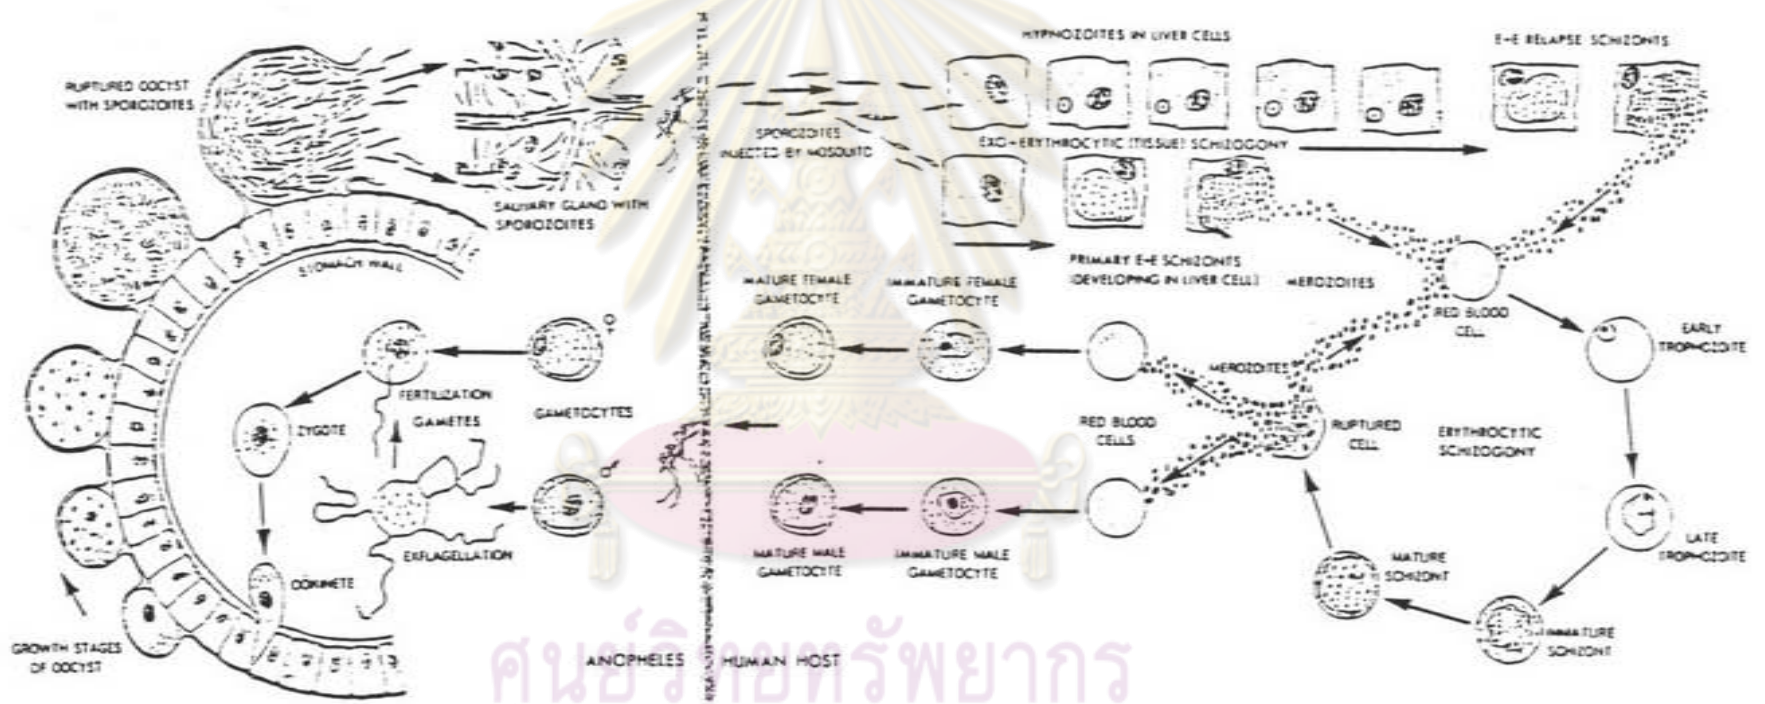 HYPNOZOITES IN LIVER CELLS
E-E RELAPSE SCHIZONTS
RUPTURED OOCYST
WITH SPOROZOITES
SPOROZOITES
INJECTED BY MOSQUITO
EXO-ERYTHROCYTIC (TISSUE) SCHIZOGONY
SALIVARY GLAND WITH
SPOROZOITES
STOMACH WALL
PRIMARY E-E SCHIZONTS
(DEVELOPING IN LIVER CELL)
MEROZOITES
MATURE FEMALE
GAMETOCYTE
IMMATURE FEMALE
GAMETOCYTE
RED BLOOD
CELL
EARLY
TROPHOZOITE
♀
MEROZOITES
FERTILIZATION
GAMETES
GAMETOCYTES
ZYGOTE
RED BLOOD
CELLS
RUPTURED
CELL
ERYTHROCYTIC
SCHIZOGONY
♂
EXFLAGELLATION
MATURE MALE
GAMETOCYTE
IMMATURE MALE
GAMETOCYTE
MATURE
SCHIZONT
LATE
TROPHOZOITE
OOKINETE
IMMATURE
SCHIZONT
GROWTH STAGES
OF OOCYST
ANOPHELES
HUMAN HOST
ศูนย์วิทยทรัพยากร